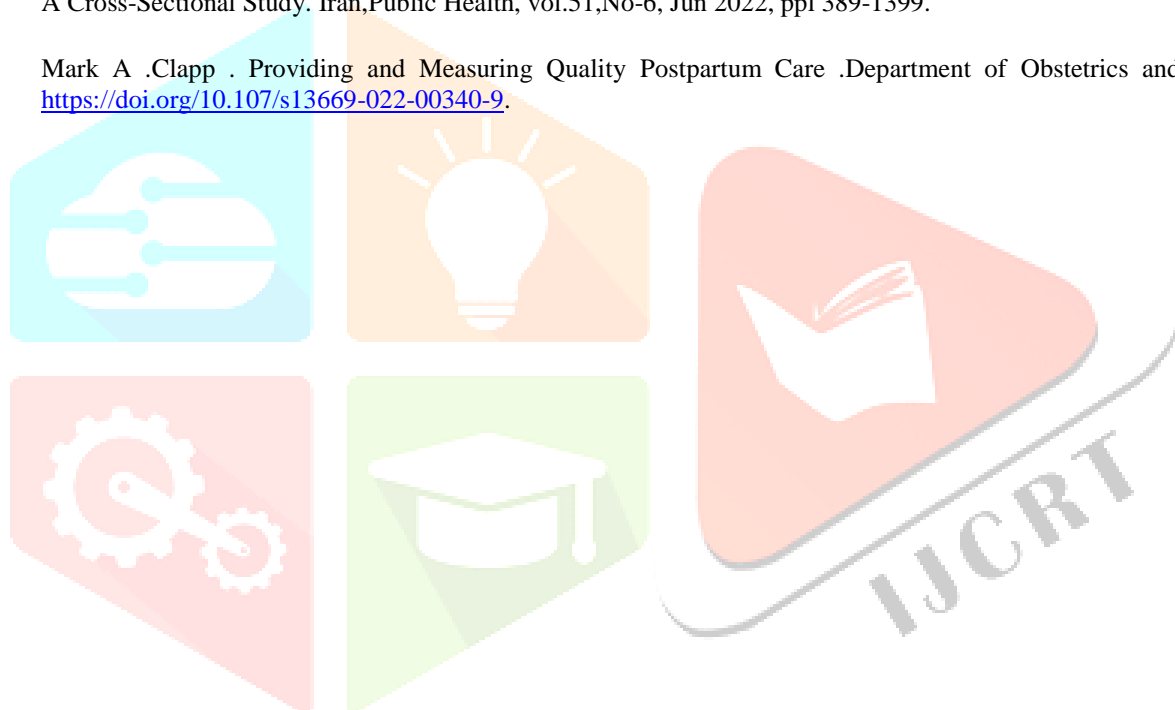 A Cross-Sectional Study. Iran,Public Health, vol.51,No-6, Jun 2022, ppl 389-1399.
Mark A .Clapp . Providing and Measuring Quality Postpartum Care .Department of Obstetrics and
https://doi.org/10.107/s13669-022-00340-9.
IJCRT